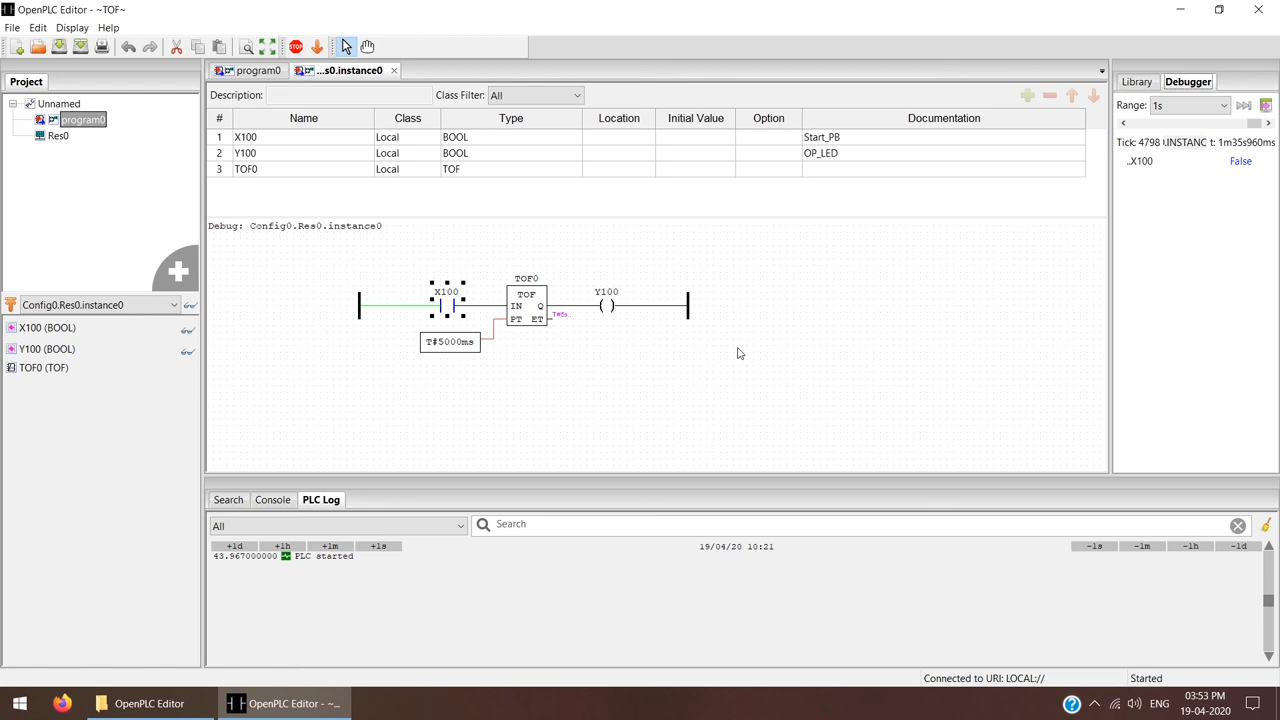 OpenPLC Editor - ~TOF~
File Edit Display Help
STOP
Project
Unnamed
program0
Res0
program0 ...s0.instance0
Description: Class Filter: All
# Name Class Type Location Initial Value Option Documentation
1 X100 Local BOOL Start_PB
2 Y100 Local BOOL OP_LED
3 TOF0 Local TOF
Debug: Config0.Res0.instance0
TOF0
X100 TOF Y100
IN Q
PT ET T#5s...
T#5000ms
Config0.Res0.instance0
X100 (BOOL)
Y100 (BOOL)
TOF0 (TOF)
Library Debugger
Range: 1s
Tick: 4798 .INSTANC t: 1m35s960ms
..X100 False
Search Console PLC Log
All Search
+1d +1h +1m +1s 19/04/20 10:21 -1s -1m -1h -1d
43.967000000 PLC started
Connected to URI: LOCAL:// Started
OpenPLC Editor OpenPLC Editor - ~_
ENG 03:53 PM
19-04-2020